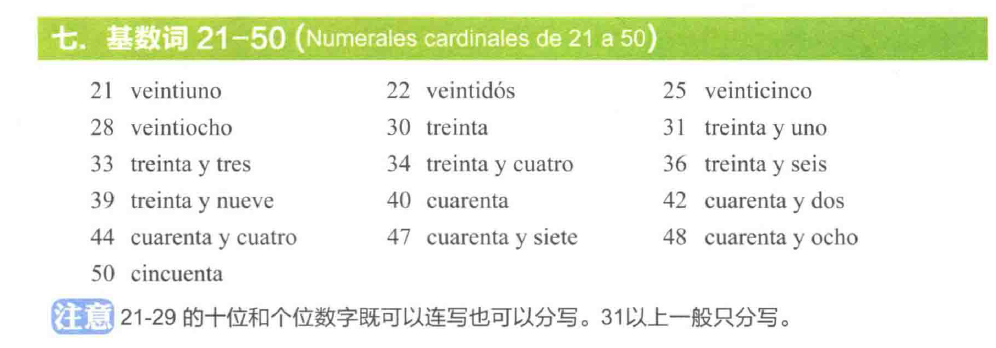 七. 基数词 21-50 (Numerales cardinales de 21 a 50)
21 veintiuno 22 veintidós 25 veinticinco
28 veintiocho 30 treinta 31 treinta y uno
33 treinta y tres 34 treinta y cuatro 36 treinta y seis
39 treinta y nueve 40 cuarenta 42 cuarenta y dos
44 cuarenta y cuatro 47 cuarenta y siete 48 cuarenta y ocho
50 cincuenta
注意 21-29 的十位和个位数字既可以连写也可以分写。31以上一般只分写。